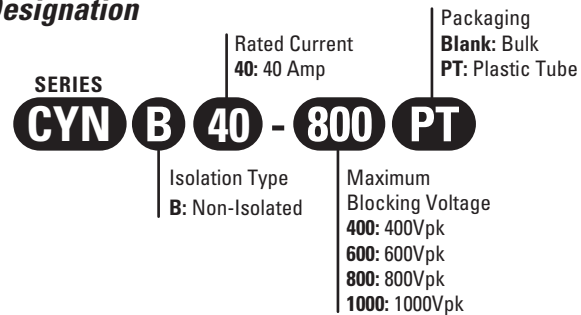 Designation
Packaging
Blank: Bulk
PT: Plastic Tube
Rated Current
40: 40 Amp
SERIES
CYN B 40 - 800 PT
Isolation Type
B: Non-Isolated
Maximum
Blocking Voltage
400: 400Vpk
600: 600Vpk
800: 800Vpk
1000: 1000Vpk